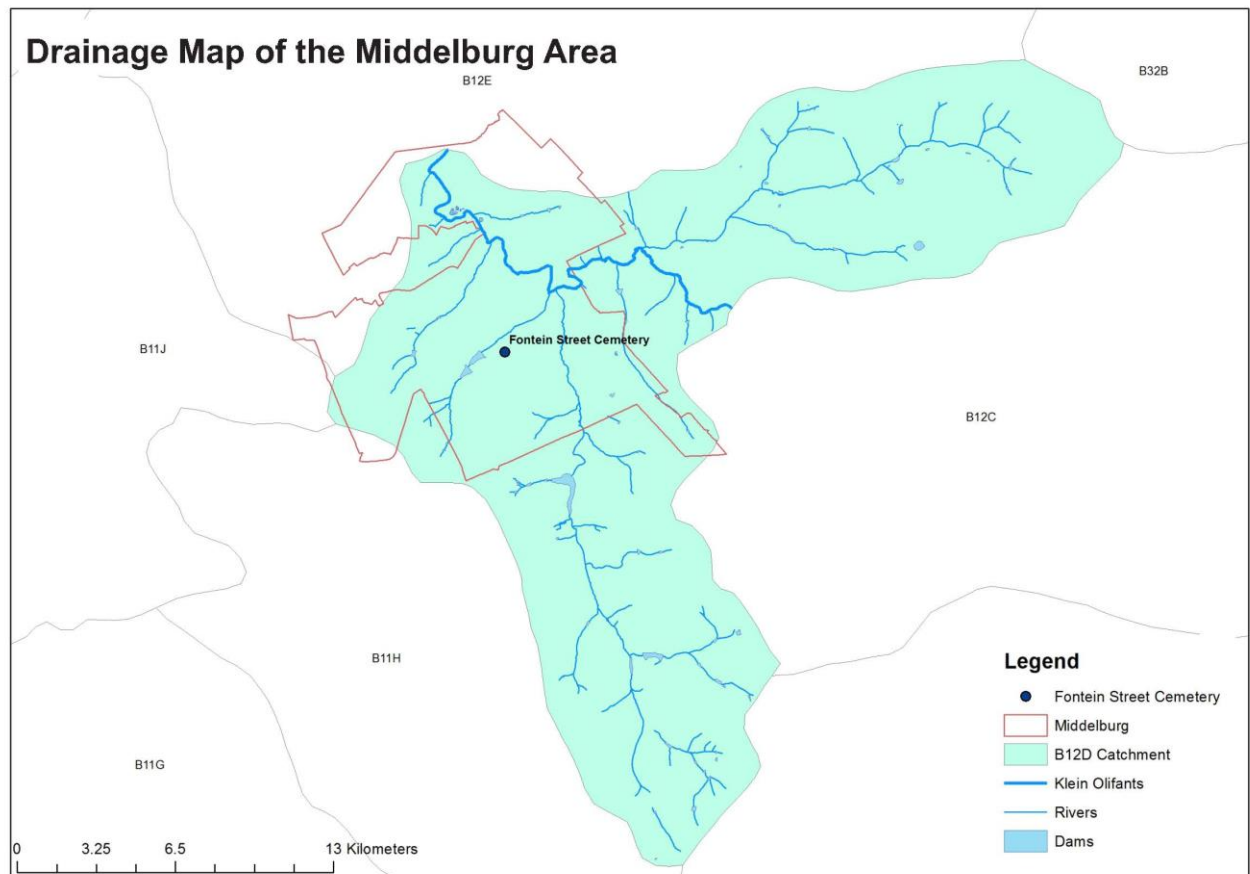 Drainage Map of the Middelburg Area
B12E
B32B
B11J
Fontein Street Cemetery
B12C
B11H
B11G
Legend
Fontein Street Cemetery
Middelburg
B12D Catchment
Klein Olifants
Rivers
Dams
0 3.25 6.5 13 Kilometers